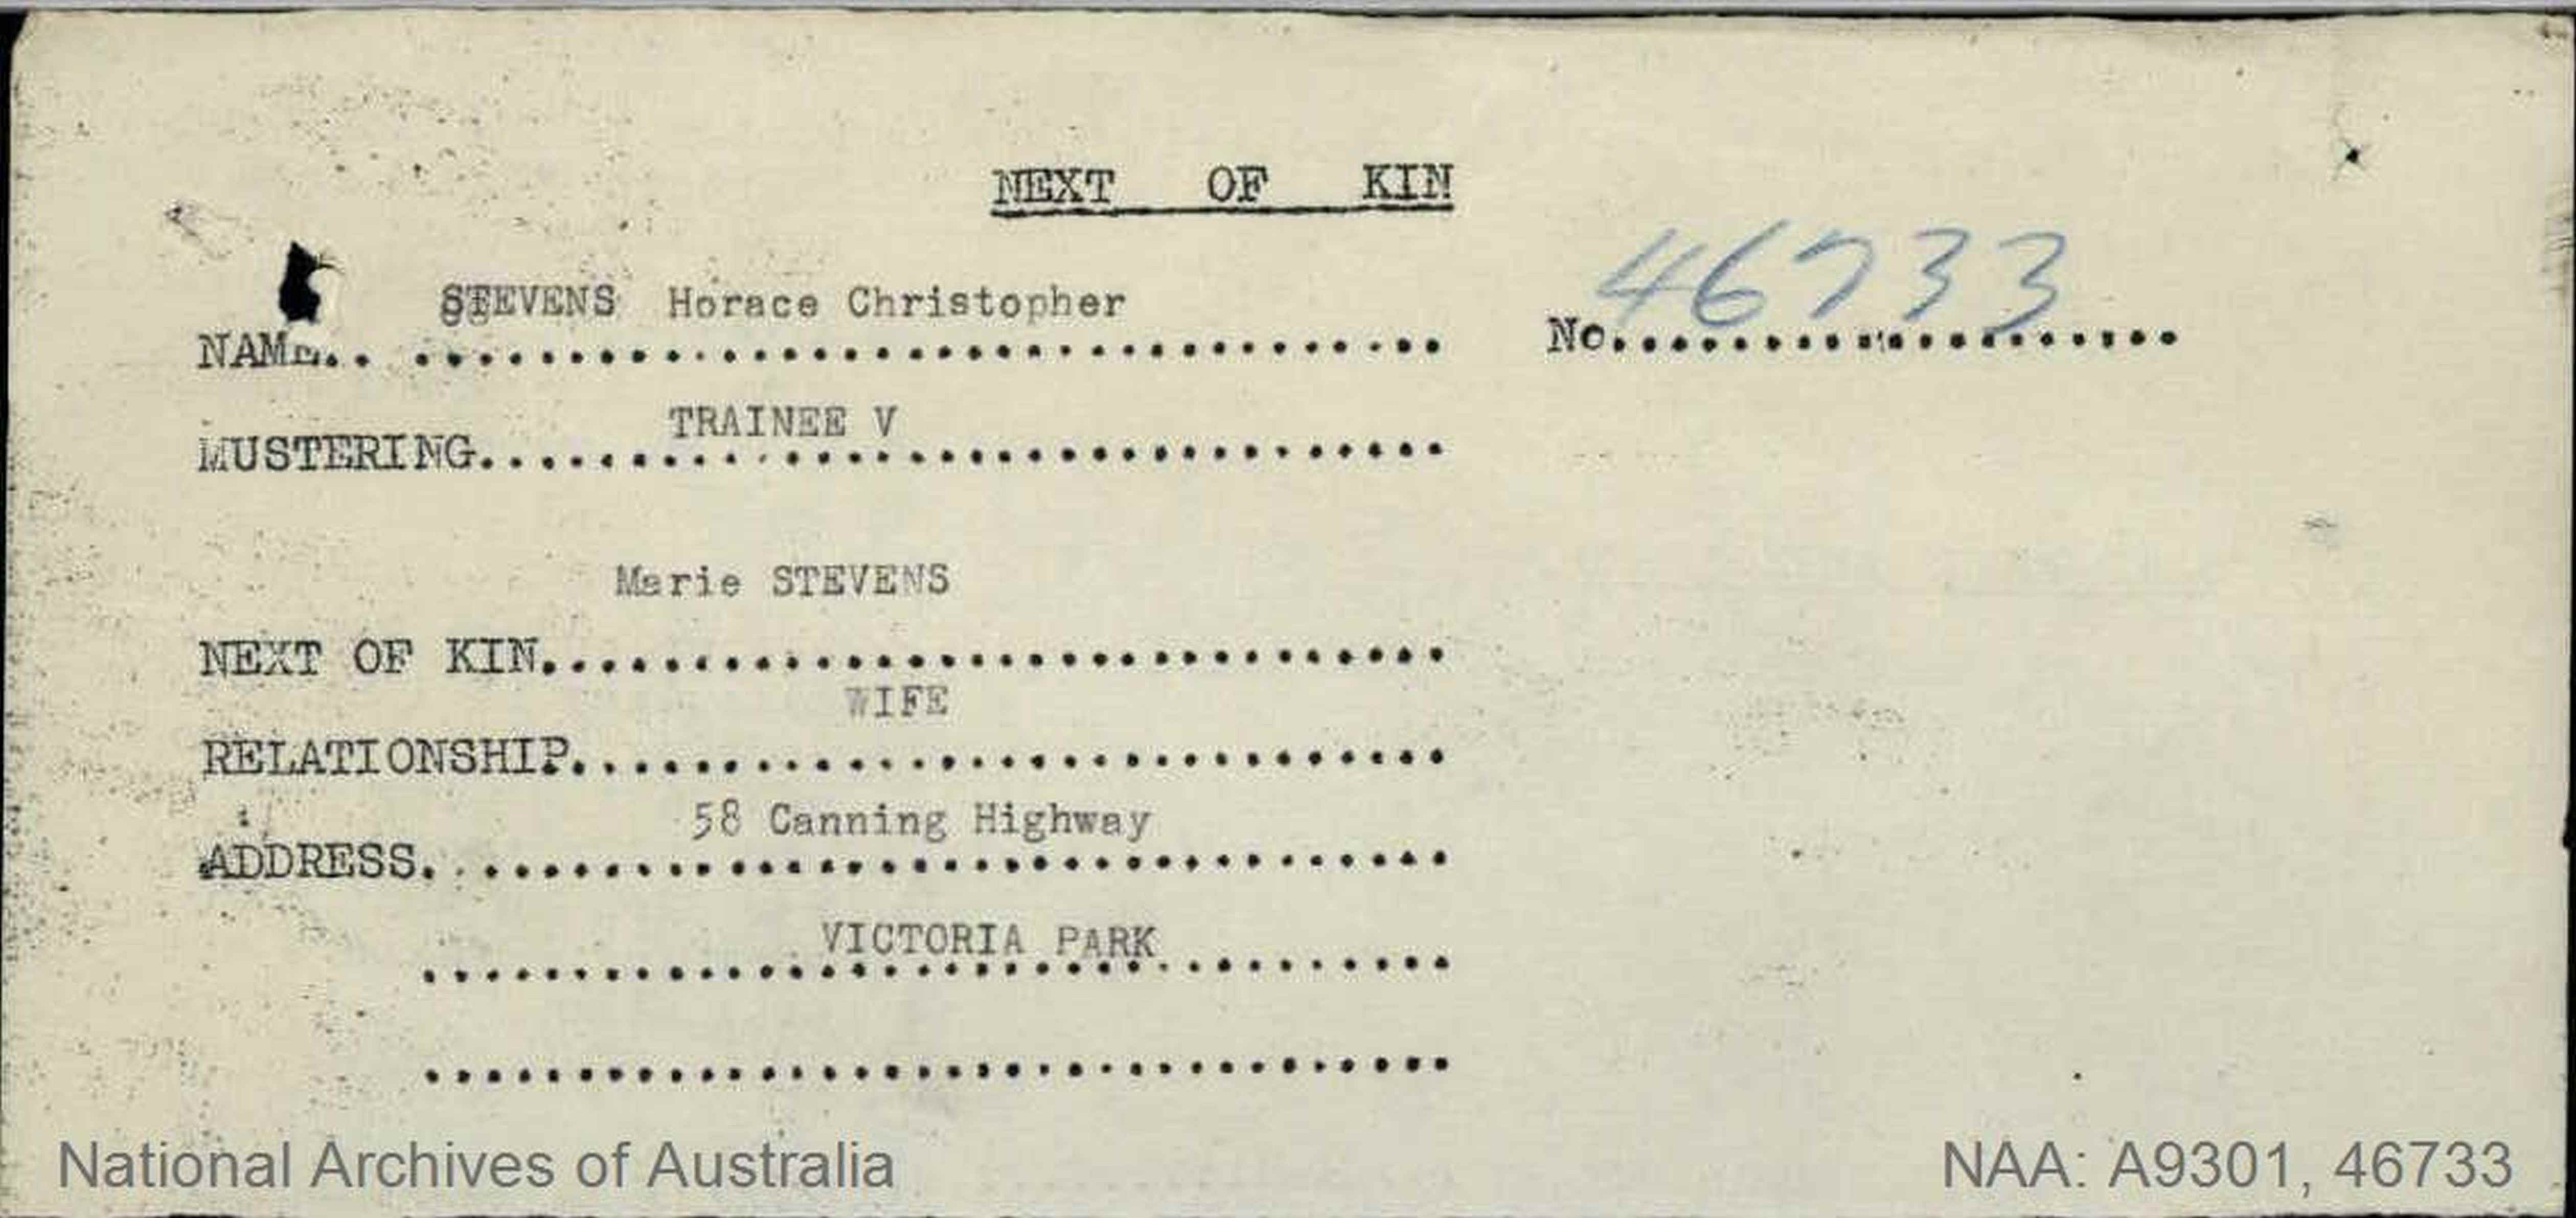 NEXT OF KIN
STEVENS Horace Christopher
NAME.. .................................. No...................
46733
TRAINEE V
MUSTERING................................
Marie STEVENS
NEXT OF KIN..............................
WIFE
RELATIONSHIP.............................
58 Canning Highway
ADDRESS..................................
VICTORIA PARK
..................................
..................................
National Archives of Australia
NAA: A9301, 46733